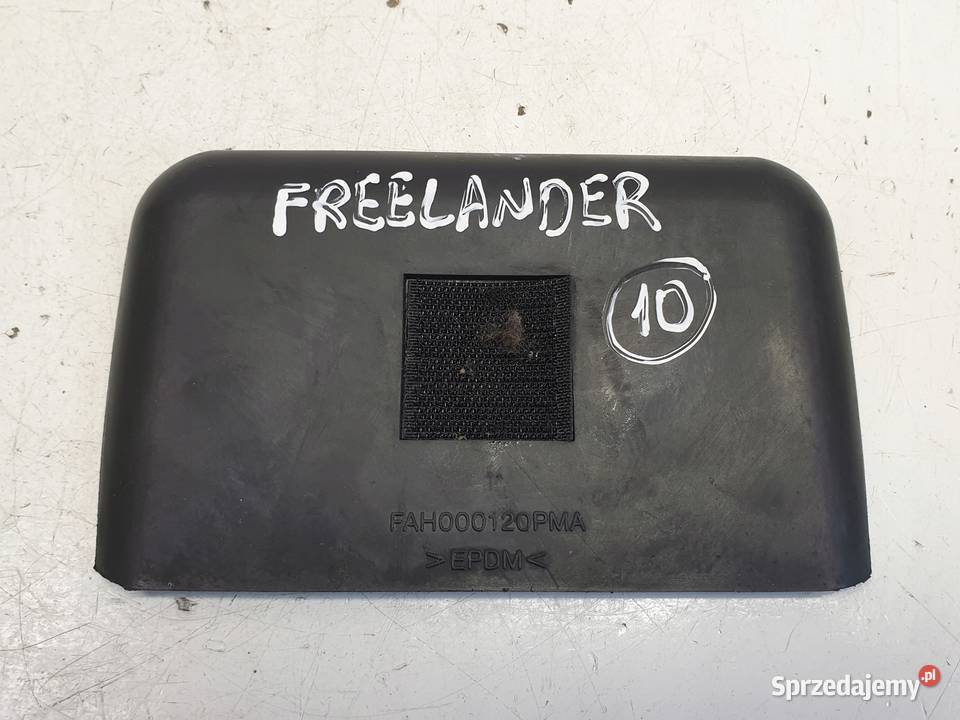 FREELANDER
10
FAH000120PMA
>EPDM<
Sprzedajemy.pl